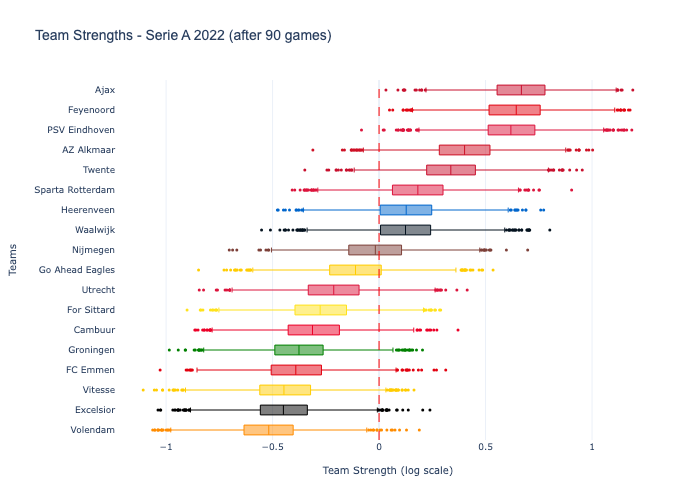 Team Strengths - Serie A 2022 (after 90 games)
Teams
Ajax
Feyenoord
PSV Eindhoven
AZ Alkmaar
Twente
Sparta Rotterdam
Heerenveen
Waalwijk
Nijmegen
Go Ahead Eagles
Utrecht
For Sittard
Cambuur
Groningen
FC Emmen
Vitesse
Excelsior
Volendam
−1 −0.5 0 0.5 1
Team Strength (log scale)